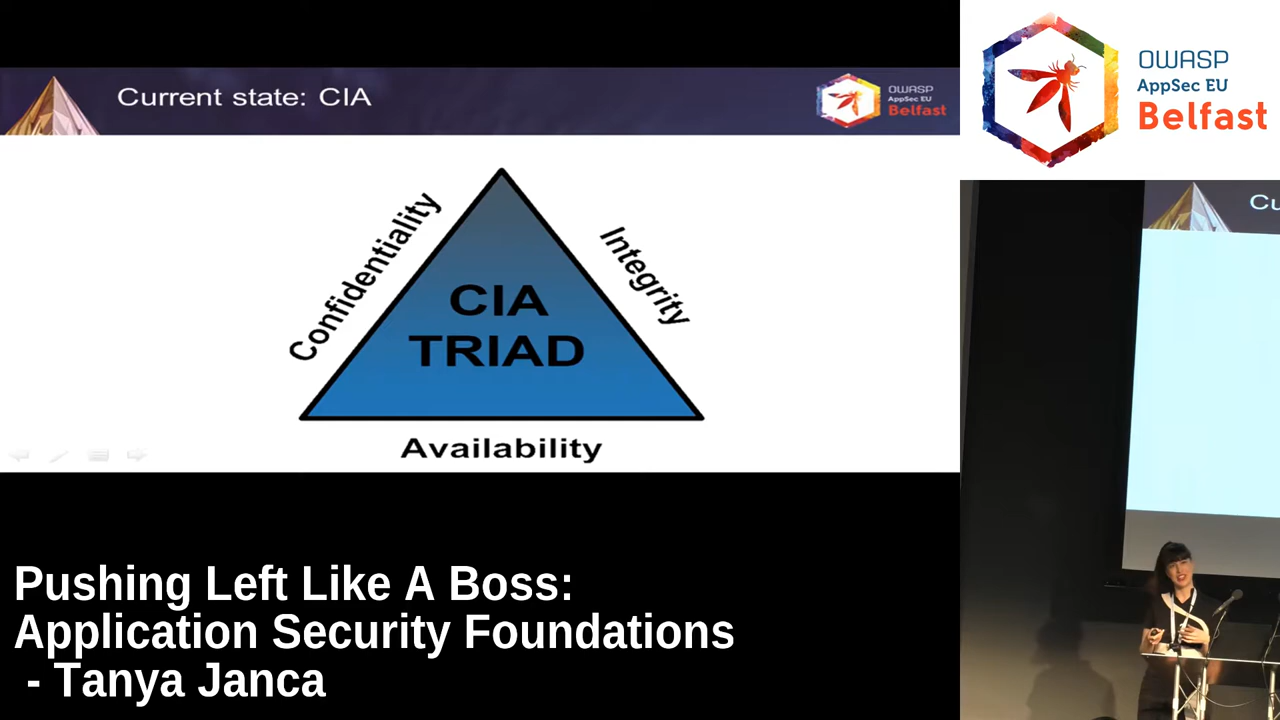 Current state: CIA
OWASP
AppSec EU
Belfast
Confidentiality
Integrity
CIA
TRIAD
Availability
Pushing Left Like A Boss:
Application Security Foundations
- Tanya Janca
OWASP
AppSec EU
Belfast
Cu